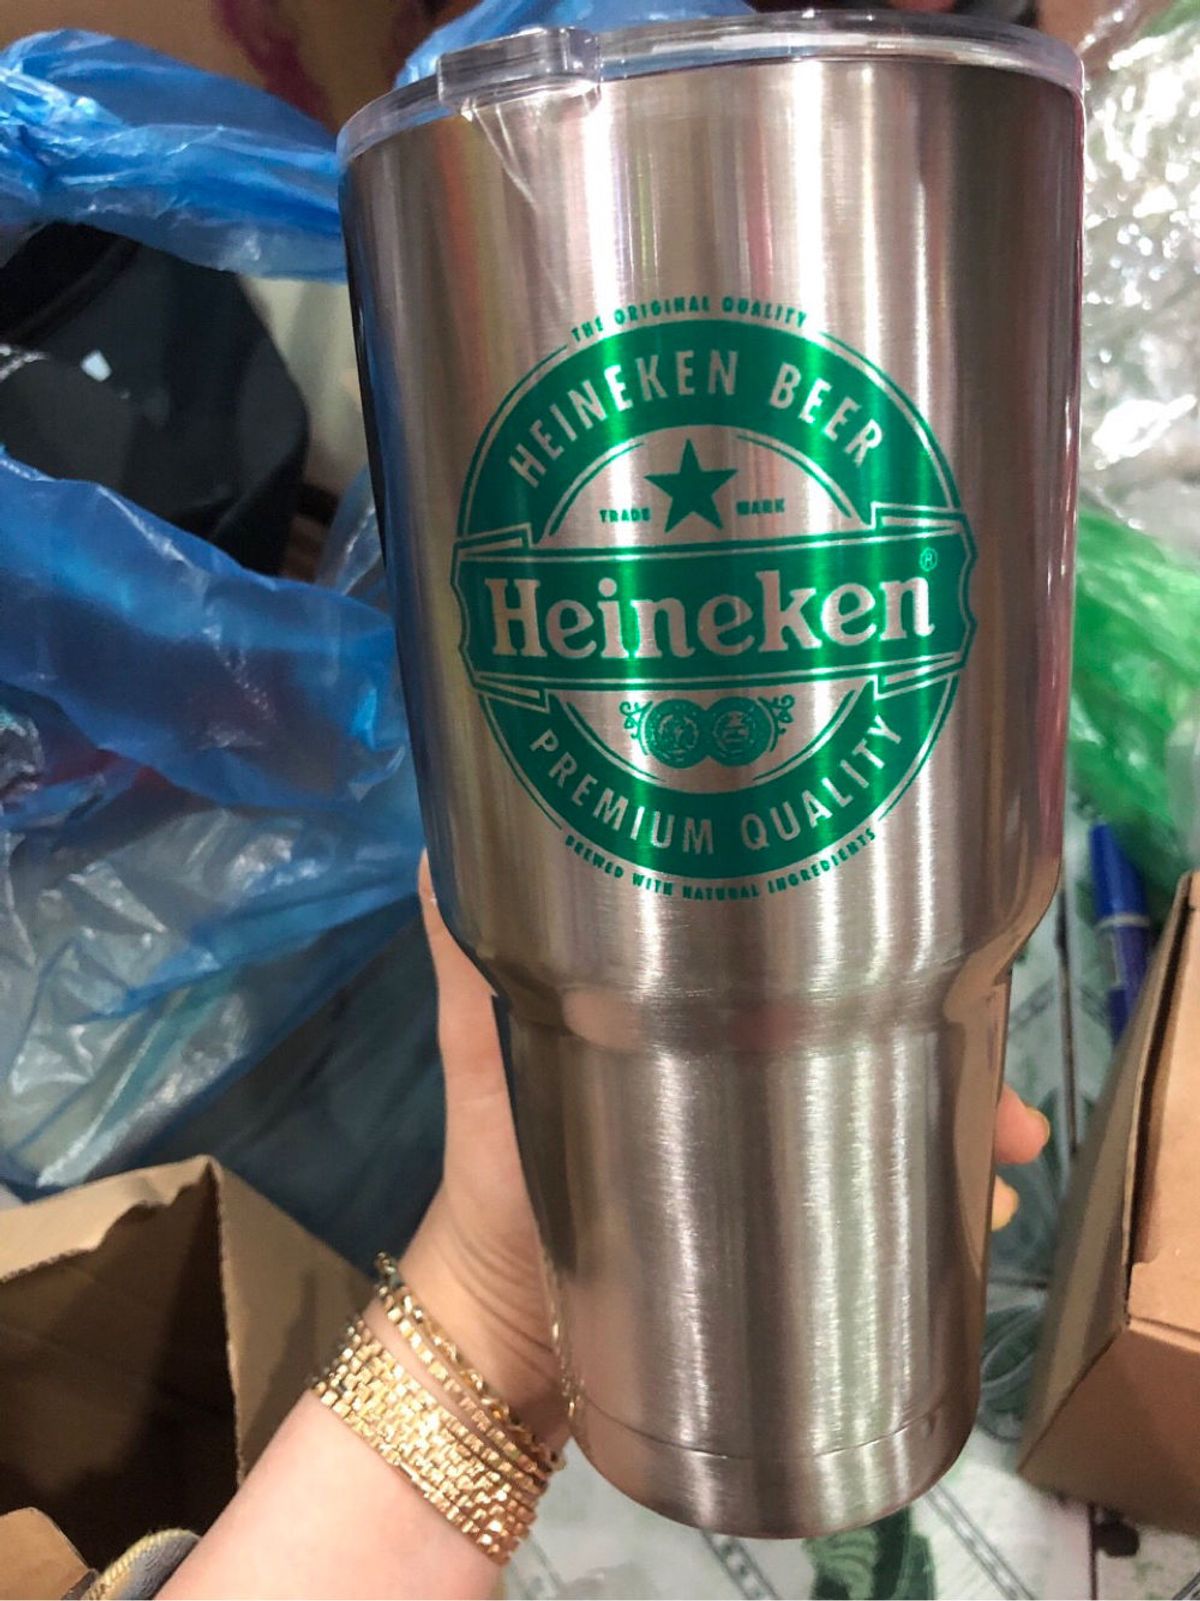 THE ORIGINAL QUALITY
HEINEKEN BEER
TRADE MARK
Heineken®
PREMIUM QUALITY
BREWED WITH NATURAL INGREDIENTS